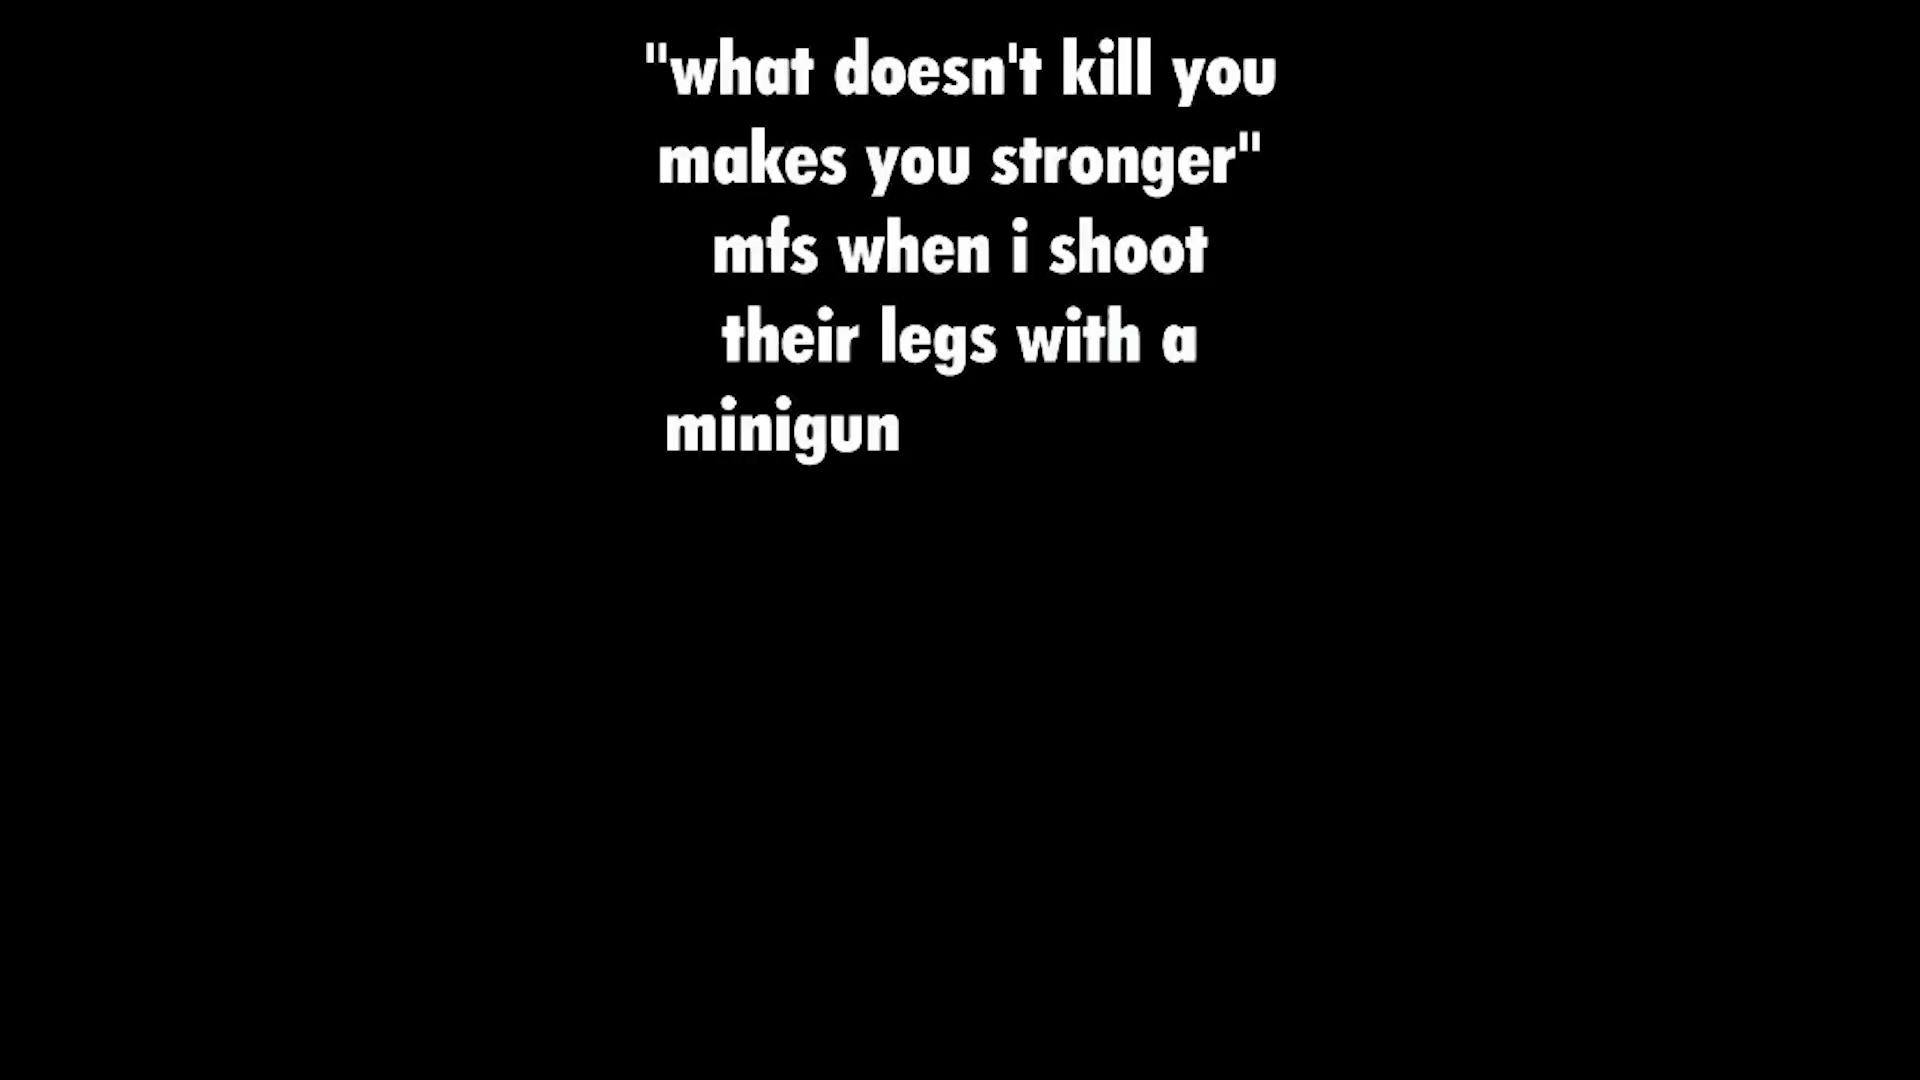 "what doesn't kill you
makes you stronger"
mfs when i shoot
their legs with a
minigun